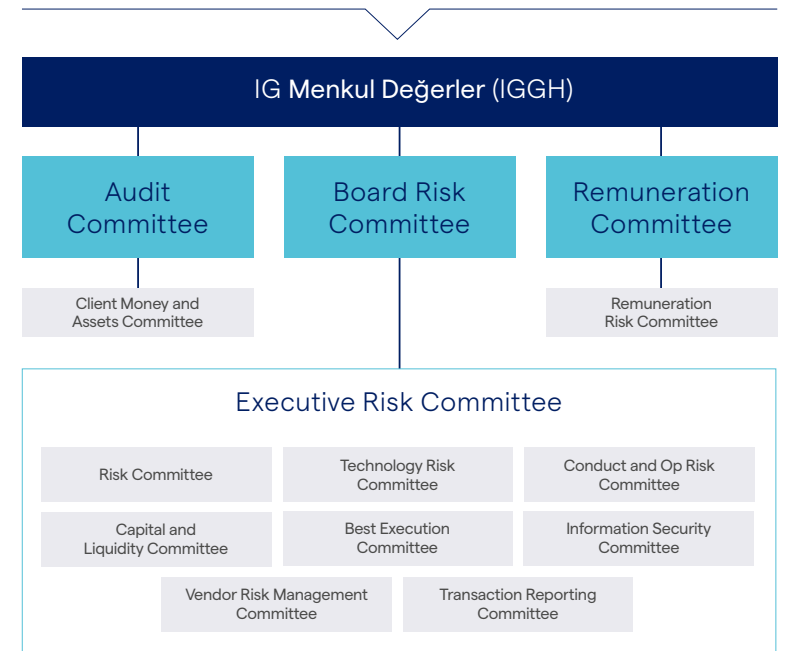 IG Menkul Değerler (IGGH)
Audit
Committee
Board Risk
Committee
Remuneration
Committee
Client Money and
Assets Committee
Remuneration
Risk Committee
Executive Risk Committee
Risk Committee
Technology Risk
Committee
Conduct and Op Risk
Committee
Capital and
Liquidity Committee
Best Execution
Committee
Information Security
Committee
Vendor Risk Management
Committee
Transaction Reporting
Committee